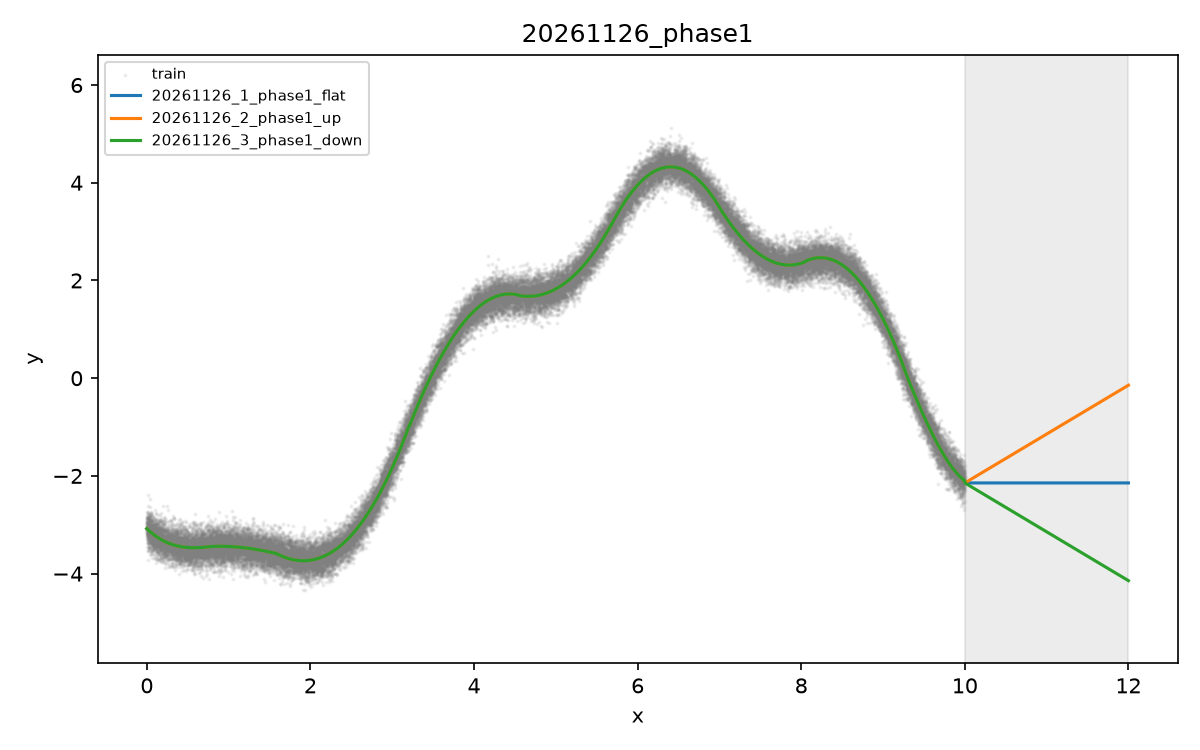 20261126_phase1
train
20261126_1_phase1_flat
20261126_2_phase1_up
20261126_3_phase1_down
6
4
2
0
−2
−4
y
0 2 4 6 8 10 12
x